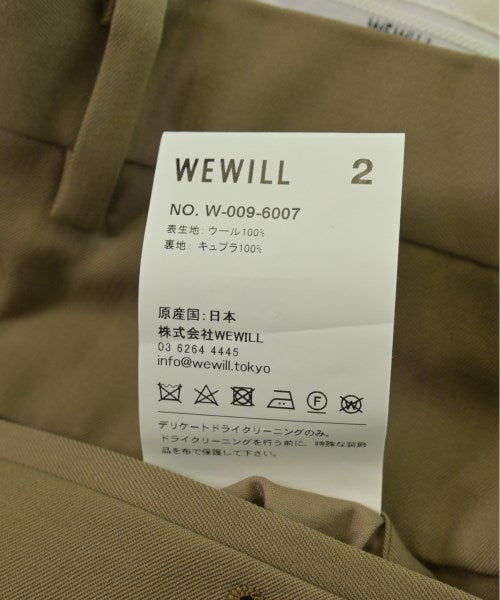 WEWILL
WEWILL 2
NO. W-009-6007
表生地: ウール100%
裏地: キュプラ100%
原産国:日本
株式会社WEWILL
03 6264 4445
info@wewill.tokyo
F W
デリケートドライクリーニングのみ。
ドライクリーニングを行う前に、特殊な装飾
品を布で保護して下さい。